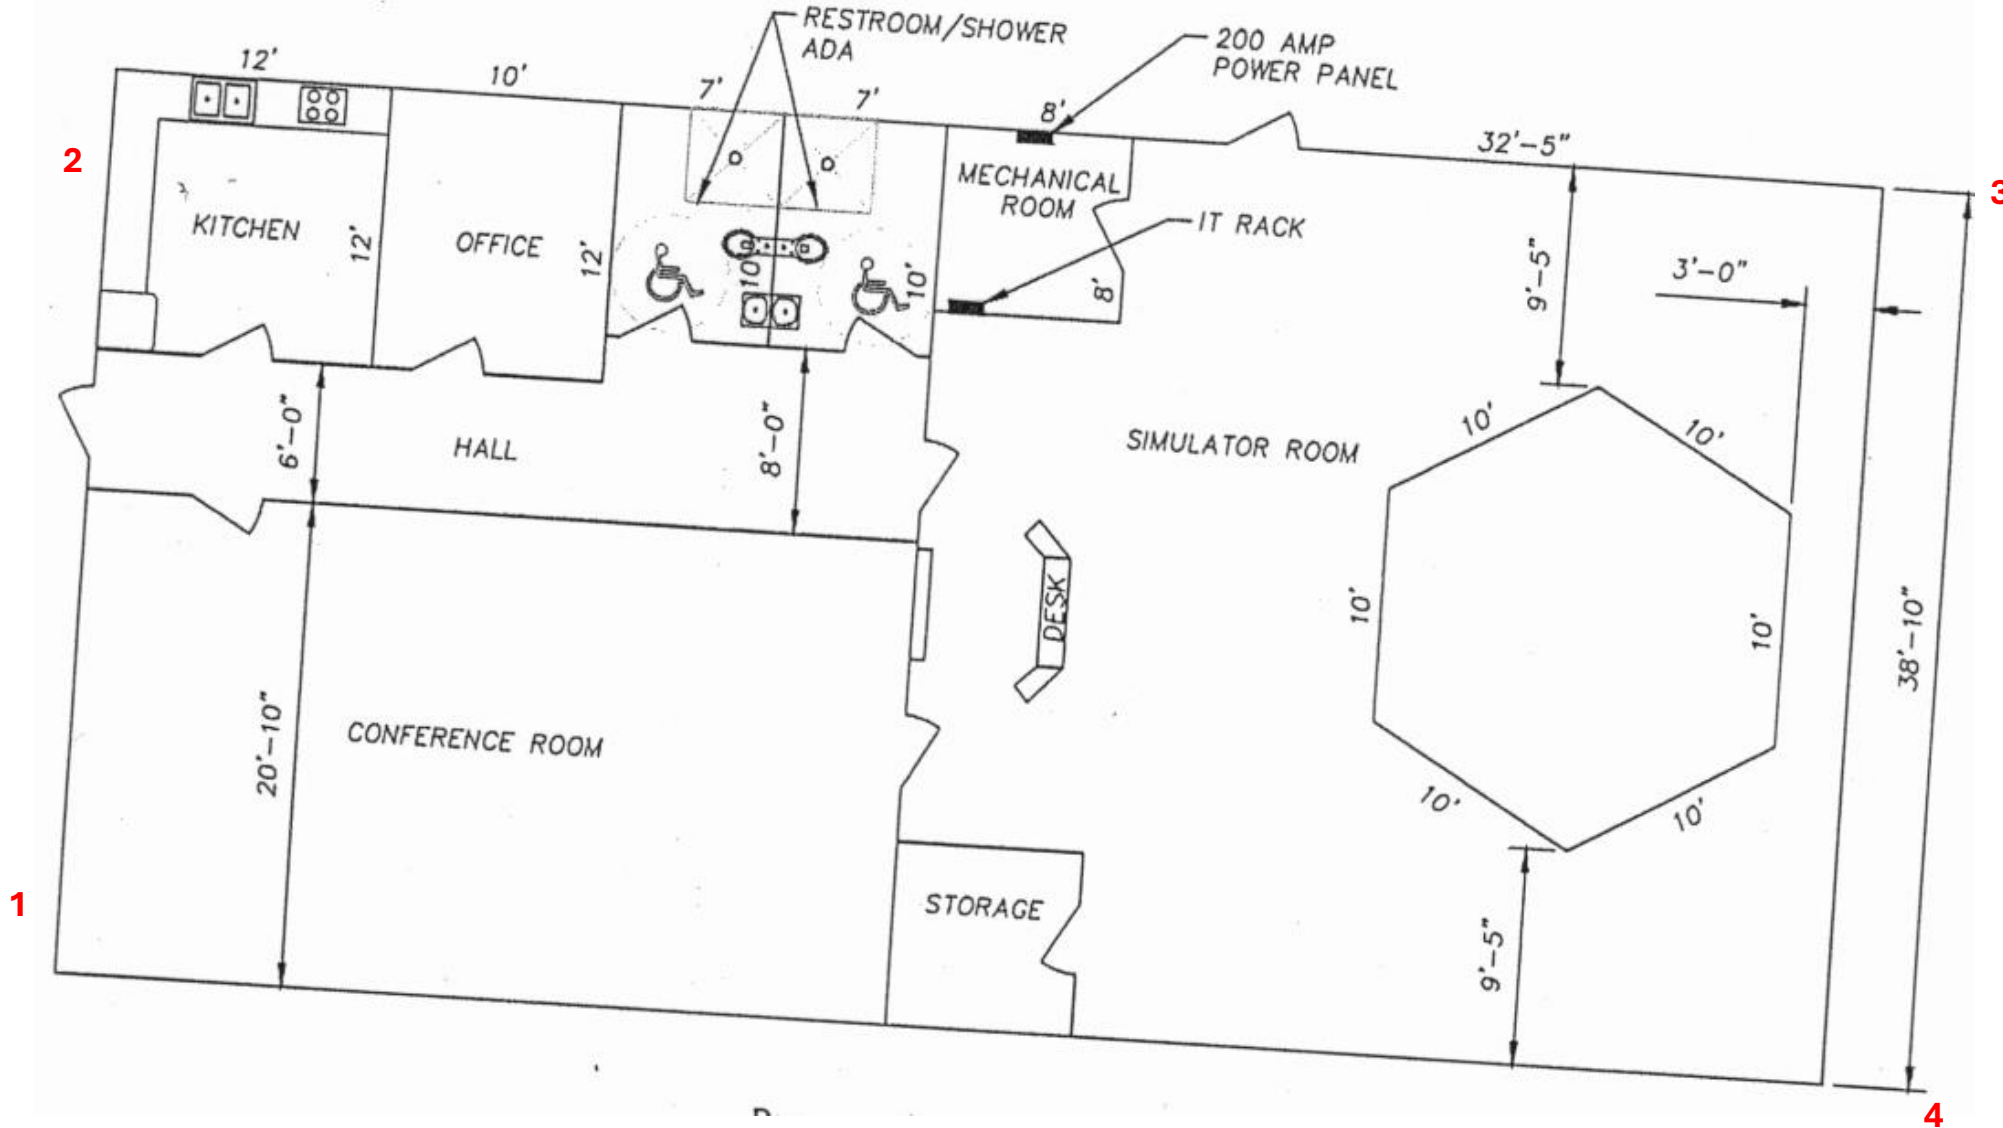 RESTROOM/SHOWER
ADA
200 AMP
POWER PANEL
12'
10'
7'
7'
8'
32'-5"
2
3
MECHANICAL
ROOM
KITCHEN
12'
OFFICE
12'
10'
10'
8'
IT RACK
9'-5"
3'-0"
6'-0"
HALL
8'-0"
SIMULATOR ROOM
10'
10'
10'
10'
10'
10'
DESK
38'-10"
20'-10"
CONFERENCE ROOM
1
STORAGE
9'-5"
4